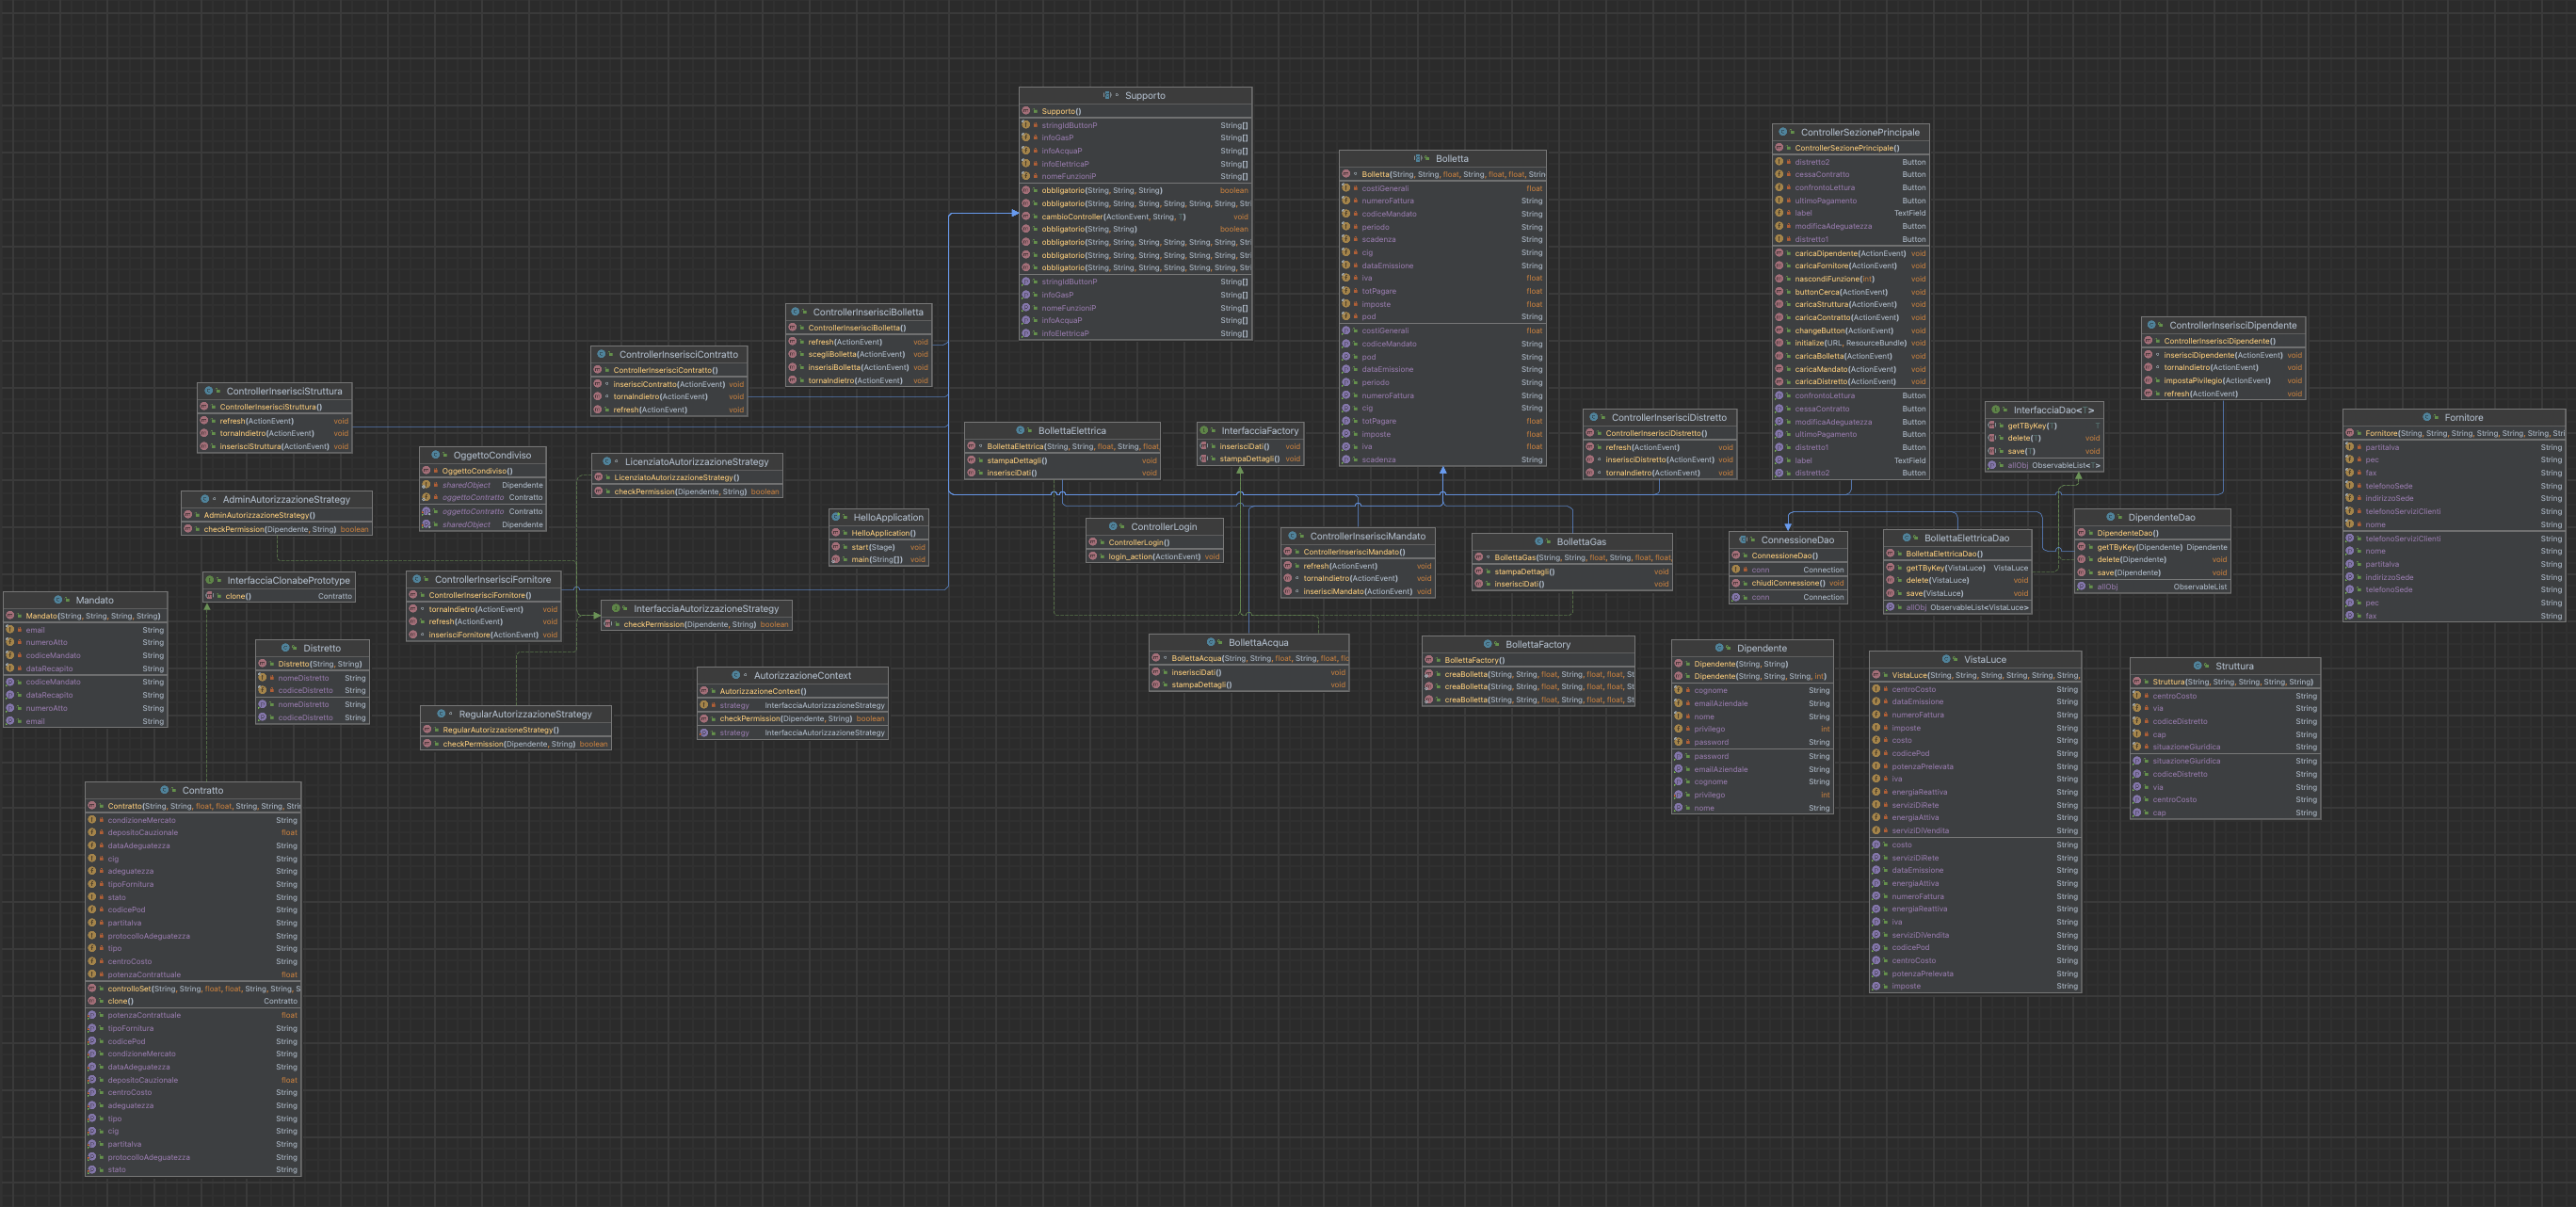 Supporto
Supporto()
stringIdButtonP String[]
infoGasP String[]
infoAcquaP String[]
infoElettricaP String[]
nomeFunzioniP String[]
obbligatorio(String, String, String) boolean
obbligatorio(String, String, String, String, String, Str
cambioController(ActionEvent, String, T) void
obbligatorio(String, String) boolean
obbligatorio(String, String, String, String, String, Str
obbligatorio(String, String, String, String, String, Str
obbligatorio(String, String, String, String, String, Str
stringIdButtonP String[]
infoGasP String[]
nomeFunzioniP String[]
infoAcquaP String[]
infoElettricaP String[]
Bolletta
Bolletta(String, String, float, String, float, float, Strin
costiGenerali float
numeroFattura String
codiceMandato String
periodo String
scadenza String
cig String
dataEmissione String
iva float
totPagare float
imposte float
pod String
costiGenerali float
codiceMandato String
pod String
dataEmissione String
periodo String
numeroFattura String
cig String
totPagare float
imposte float
iva float
scadenza String
ControllerSezionePrincipale
ControllerSezionePrincipale()
distretto2 Button
cessaContratto Button
confrontoLettura Button
ultimoPagamento Button
label TextField
modificaAdeguatezza Button
distretto1 Button
caricaDipendente(ActionEvent) void
caricaFornitore(ActionEvent) void
nascondiFunzione(int) void
buttonCerca(ActionEvent) void
caricaStruttura(ActionEvent) void
caricaContratto(ActionEvent) void
changeButton(ActionEvent) void
initialize(URL, ResourceBundle) void
caricaBolletta(ActionEvent) void
caricaMandato(ActionEvent) void
caricaDistretto(ActionEvent) void
confrontoLettura Button
cessaContratto Button
modificaAdeguatezza Button
ultimoPagamento Button
distretto1 Button
label TextField
distretto2 Button
ControllerInserisciBolletta
ControllerInserisciBolletta()
refresh(ActionEvent) void
scegliBolletta(ActionEvent) void
inserisiBolletta(ActionEvent) void
tornaIndietro(ActionEvent) void
ControllerInserisciContratto
ControllerInserisciContratto()
inserisciContratto(ActionEvent) void
tornaIndietro(ActionEvent) void
refresh(ActionEvent) void
ControllerInserisciStruttura
ControllerInserisciStruttura()
refresh(ActionEvent) void
tornaIndietro(ActionEvent) void
inserisciStruttura(ActionEvent) void
ControllerInserisciDipendente
ControllerInserisciDipendente()
inserisciDipendente(ActionEvent) void
tornaIndietro(ActionEvent) void
impostaPivilegio(ActionEvent) void
refresh(ActionEvent) void
InterfacciaDao<T>
getTByKey(T) T
delete(T) void
save(T) void
allObj ObservableList<T>
Fornitore
Fornitore(String, String, String, String, String, String, Stri
partitaIva String
pec String
fax String
telefonoSede String
indirizzoSede String
telefonoServiziClienti String
nome String
telefonoServiziClienti String
nome String
partitaIva String
indirizzoSede String
telefonoSede String
pec String
fax String
OggettoCondiviso
OggettoCondiviso()
sharedObject Dipendente
oggettoContratto Contratto
oggettoContratto Contratto
sharedObject Dipendente
LicenziatoAutorizzazioneStrategy
LicenziatoAutorizzazioneStrategy()
checkPermission(Dipendente, String) boolean
BollettaElettrica
BollettaElettrica(String, String, float, String, float
stampaDettagli() void
inserisciDati() void
InterfacciaFactory
inserisciDati() void
stampaDettagli() void
ControllerInserisciDistretto
ControllerInserisciDistretto()
refresh(ActionEvent) void
inserisciDistretto(ActionEvent) void
tornaIndietro(ActionEvent) void
AdminAutorizzazioneStrategy
AdminAutorizzazioneStrategy()
checkPermission(Dipendente, String) boolean
HelloApplication
HelloApplication()
start(Stage) void
main(String[]) void
ControllerLogin
ControllerLogin()
login_action(ActionEvent) void
ControllerInserisciMandato
ControllerInserisciMandato()
refresh(ActionEvent) void
tornaIndietro(ActionEvent) void
inserisciMandato(ActionEvent) void
BollettaGas
BollettaGas(String, String, float, String, float, float,
stampaDettagli() void
inserisciDati() void
ConnessioneDao
ConnessioneDao()
conn Connection
chiudiConnessione() void
conn Connection
BollettaElettricaDao
BollettaElettricaDao()
getTByKey(VistaLuce) VistaLuce
delete(VistaLuce) void
save(VistaLuce) void
allObj ObservableList<VistaLuce>
DipendenteDao
DipendenteDao()
getTByKey(Dipendente) Dipendente
delete(Dipendente) void
save(Dipendente) void
allObj ObservableList
InterfacciaClonabePrototype
clone() Contratto
ControllerInserisciFornitore
ControllerInserisciFornitore()
tornaIndietro(ActionEvent) void
refresh(ActionEvent) void
inserisciFornitore(ActionEvent) void
InterfacciaAutorizzazioneStrategy
checkPermission(Dipendente, String) boolean
Mandato
Mandato(String, String, String, String)
email String
numeroAtto String
codiceMandato String
dataRecapito String
codiceMandato String
dataRecapito String
numeroAtto String
email String
Distretto
Distretto(String, String)
nomeDistretto String
codiceDistretto String
nomeDistretto String
codiceDistretto String
AutorizzazioneContext
AutorizzazioneContext()
strategy InterfacciaAutorizzazioneStrategy
checkPermission(Dipendente, String) boolean
strategy InterfacciaAutorizzazioneStrategy
RegularAutorizzazioneStrategy
RegularAutorizzazioneStrategy()
checkPermission(Dipendente, String) boolean
BollettaAcqua
BollettaAcqua(String, String, float, String, float, flo
inserisciDati() void
stampaDettagli() void
BollettaFactory
BollettaFactory()
creaBolletta(String, String, float, String, float, float, St
creaBolletta(String, String, float, String, float, float, St
creaBolletta(String, String, float, String, float, float, St
Dipendente
Dipendente(String, String)
Dipendente(String, String, String, int)
cognome String
emailAziendale String
nome String
privilego int
password String
password String
emailAziendale String
cognome String
privilego int
nome String
VistaLuce
VistaLuce(String, String, String, String, String, String,
centroCosto String
dataEmissione String
numeroFattura String
imposte String
costo String
codicePod String
potenzaPrelevata String
iva String
energiaReattiva String
serviziDiRete String
energiaAttiva String
serviziDiVendita String
costo String
serviziDiRete String
dataEmissione String
energiaAttiva String
numeroFattura String
energiaReattiva String
iva String
serviziDiVendita String
codicePod String
centroCosto String
potenzaPrelevata String
imposte String
Struttura
Struttura(String, String, String, String, String)
centroCosto String
via String
codiceDistretto String
cap String
situazioneGiuridica String
situazioneGiuridica String
codiceDistretto String
via String
centroCosto String
cap String
Contratto
Contratto(String, String, float, float, String, String, Strin
condizioneMercato String
depositoCauzionale float
dataAdeguatezza String
cig String
adeguatezza String
tipoFornitura String
stato String
codicePod String
partitaIva String
protocolloAdeguatezza String
tipo String
centroCosto String
potenzaContrattuale float
controlloSet(String, String, float, float, String, String, S
clone() Contratto
potenzaContrattuale float
tipoFornitura String
codicePod String
condizioneMercato String
dataAdeguatezza String
depositoCauzionale float
centroCosto String
adeguatezza String
tipo String
cig String
partitaIva String
protocolloAdeguatezza String
stato String